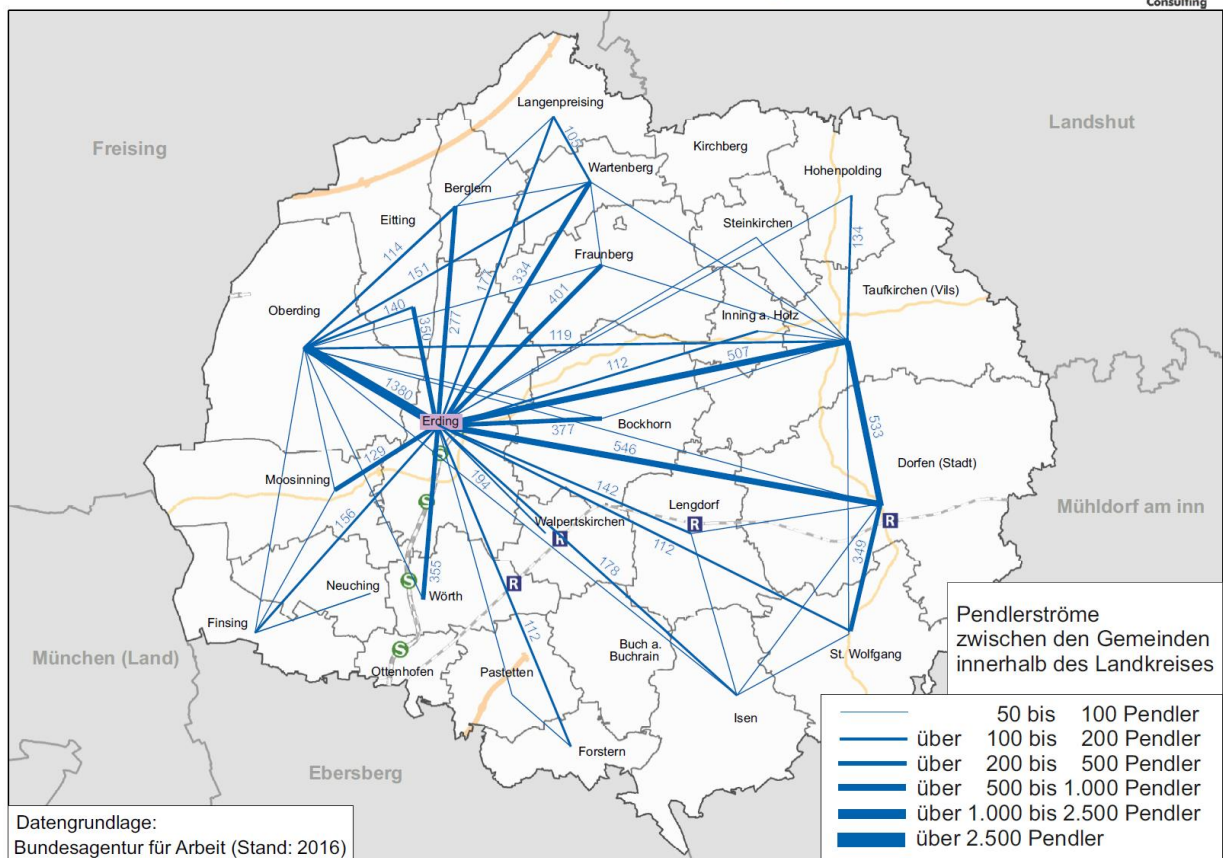 Consulting
Langenpreising
Landshut
Freising
Kirchberg
105
Wartenberg
Hohenpolding
Berglern
Eitting
Steinkirchen
134
114
Fraunberg
151
177
334
401
Taufkirchen (Vils)
Oberding
140
350
277
Inning a. Holz
119
112
507
1380
Erding
Bockhorn
377
533
546
Dorfen (Stadt)
129
S
Moosinning
194
142
Lengdorf
Mühldorf am inn
S
156
Walpertskirchen
R
R
R
112
349
178
S
355
R
Neuching
Wörth
Finsing
112
Pendlerströme
zwischen den Gemeinden
innerhalb des Landkreises
München (Land)
S
Ottenhofen
Pastetten
Buch a.
Buchrain
St. Wolfgang
Isen
Forstern
Ebersberg
50 bis 100 Pendler
über 100 bis 200 Pendler
über 200 bis 500 Pendler
über 500 bis 1.000 Pendler
über 1.000 bis 2.500 Pendler
über 2.500 Pendler
Datengrundlage:
Bundesagentur für Arbeit (Stand: 2016)